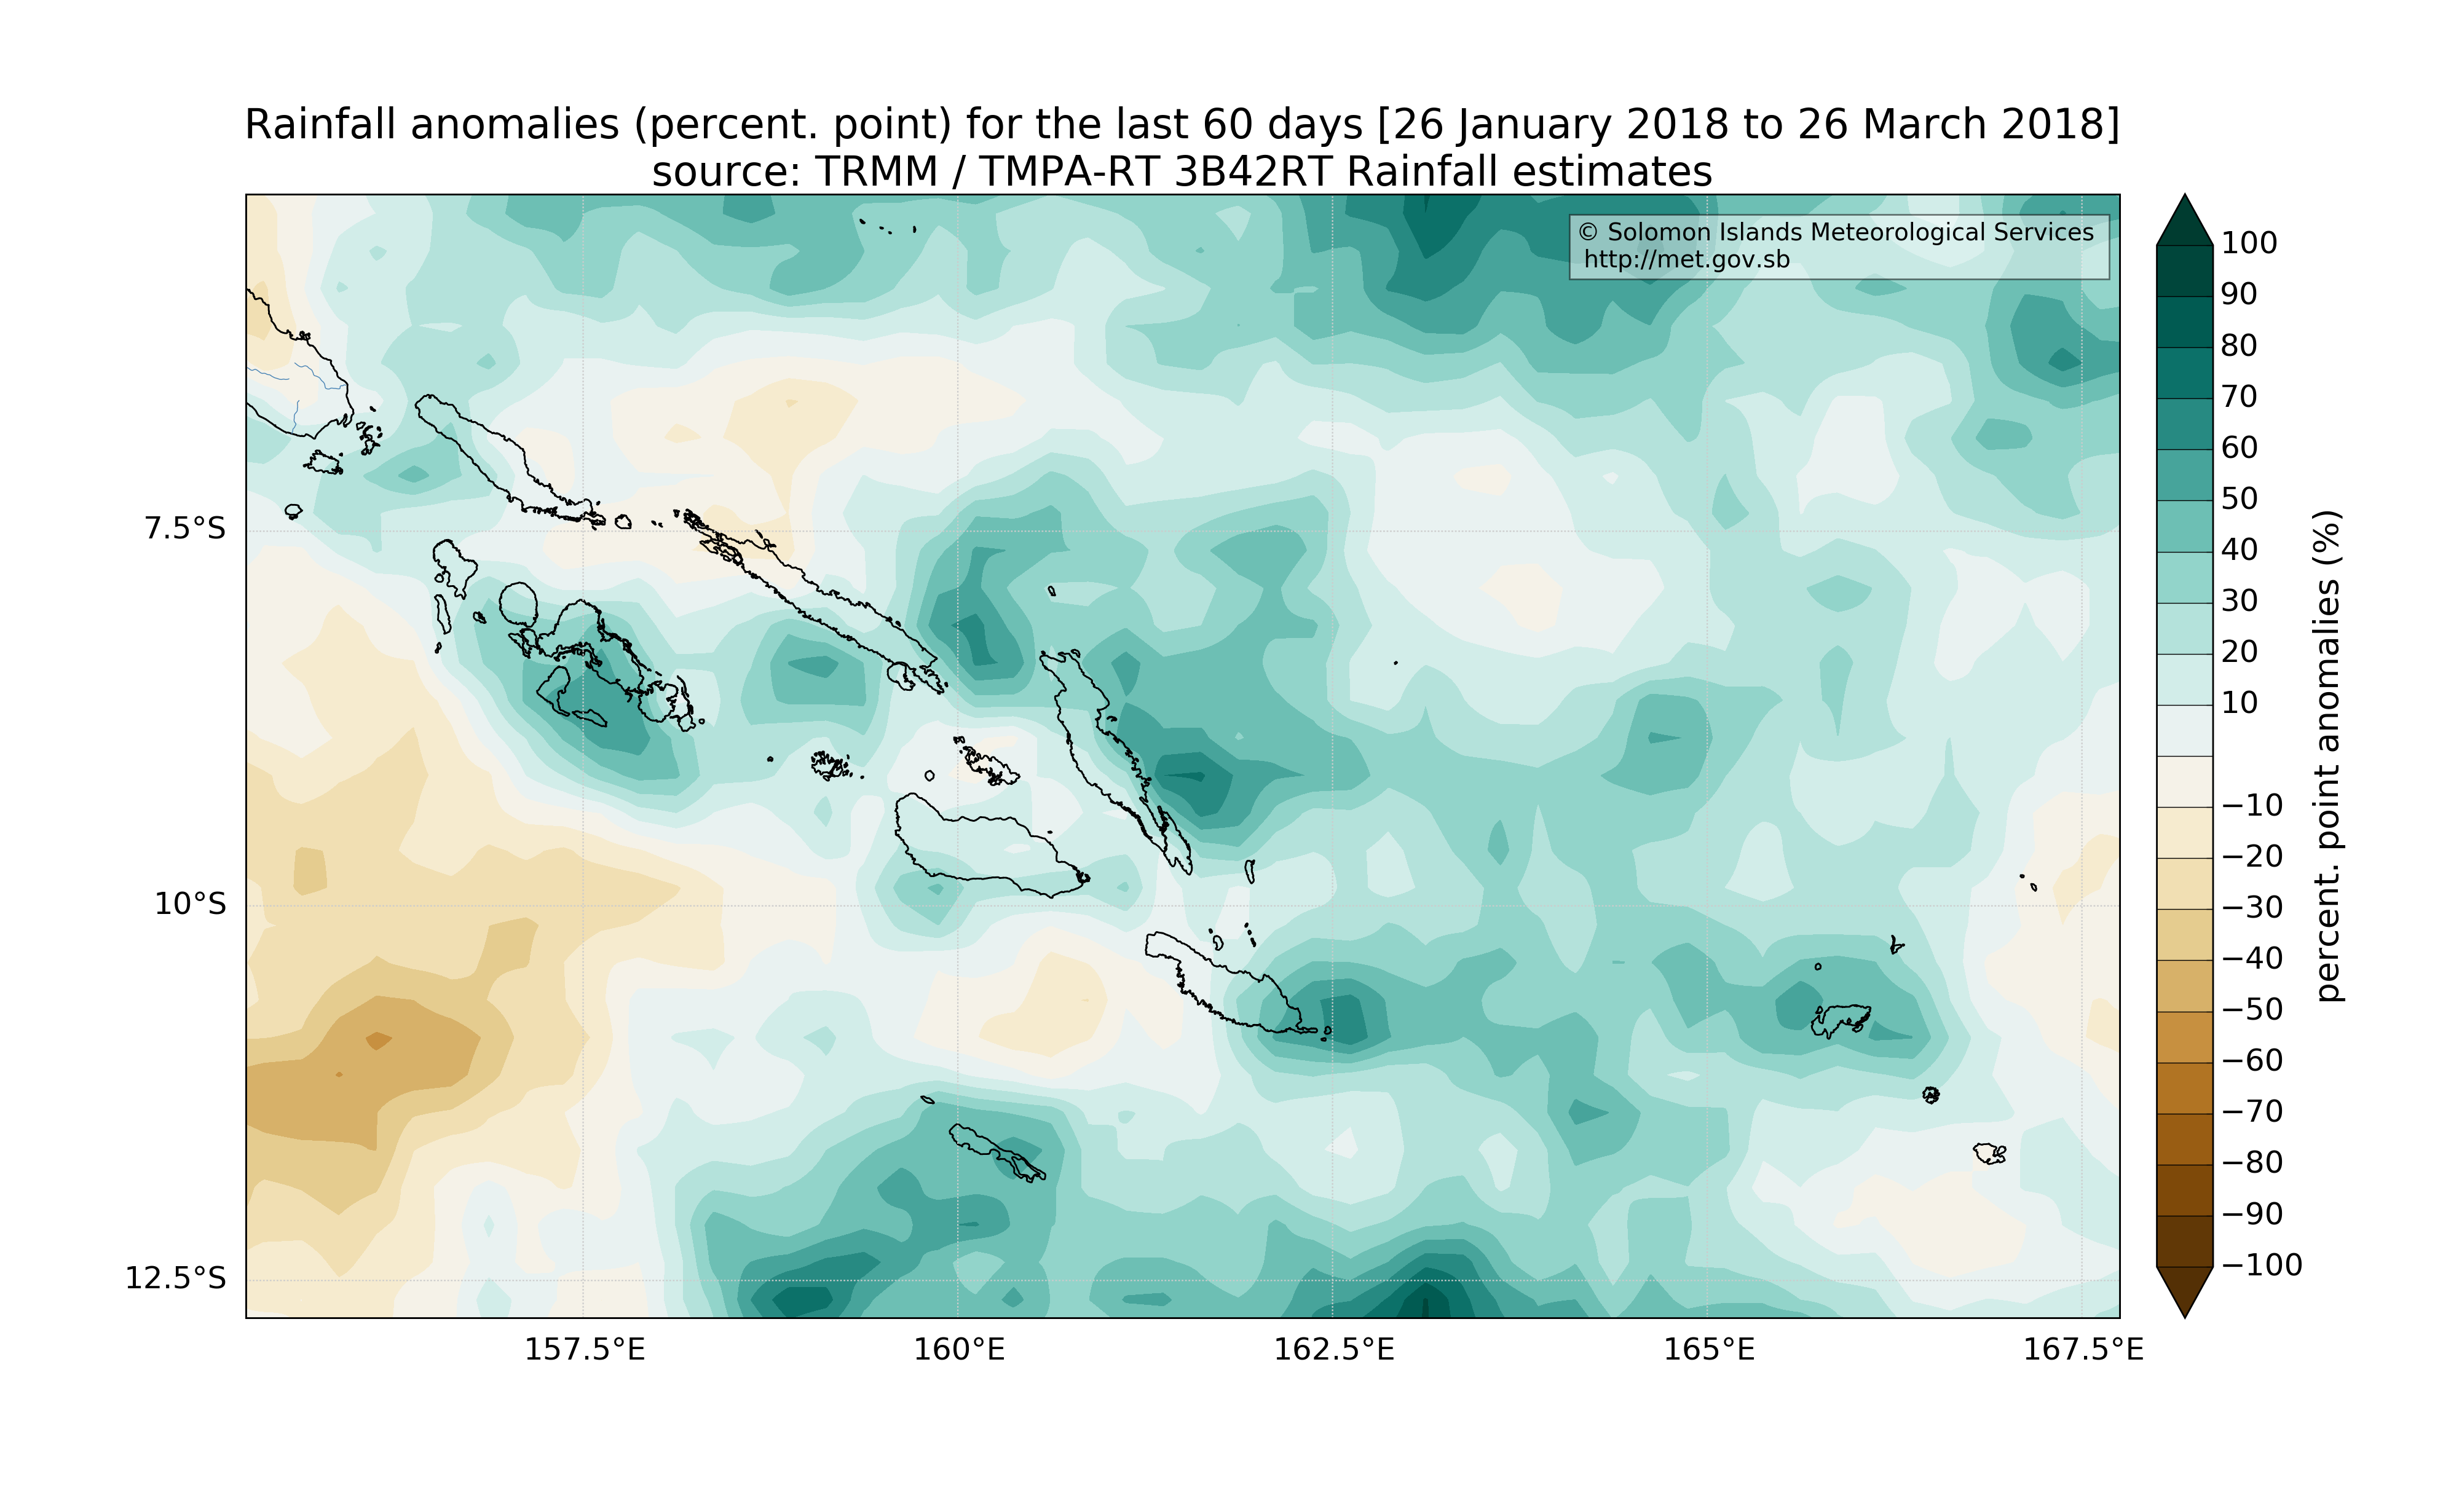 Rainfall anomalies (percent. point) for the last 60 days [26 January 2018 to 26 March 2018]
source: TRMM / TMPA-RT 3B42RT Rainfall estimates
© Solomon Islands Meteorological Services
http://met.gov.sb
7.5°S
10°S
12.5°S
157.5°E
160°E
162.5°E
165°E
167.5°E
100
90
80
70
60
50
40
30
20
10
−10
−20
−30
−40
−50
−60
−70
−80
−90
−100
percent. point anomalies (%)